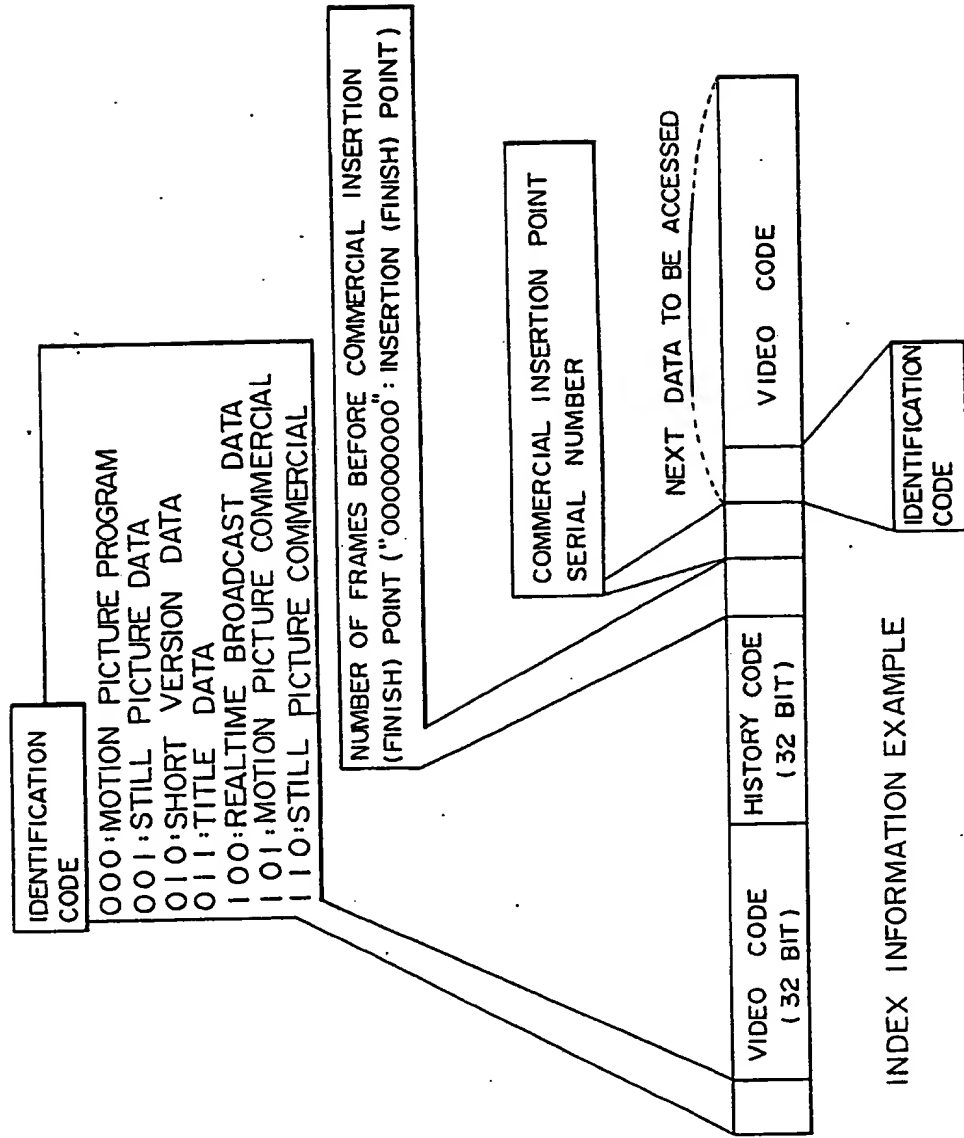 IDENTIFICATION
CODE
000:MOTION PICTURE PROGRAM
001:STILL PICTURE DATA
010:SHORT VERSION DATA
011:TITLE DATA
100:REALTIME BROADCAST DATA
101:MOTION PICTURE COMMERCIAL
110:STILL PICTURE COMMERCIAL
NUMBER OF FRAMES BEFORE COMMERCIAL INSERTION
(FINISH) POINT ("00000000": INSERTION (FINISH) POINT)
COMMERCIAL INSERTION POINT
SERIAL NUMBER
NEXT DATA TO BE ACCESSED
VIDEO CODE
(32 BIT)
HISTORY CODE
(32 BIT)
VIDEO CODE
IDENTIFICATION
CODE
INDEX INFORMATION EXAMPLE